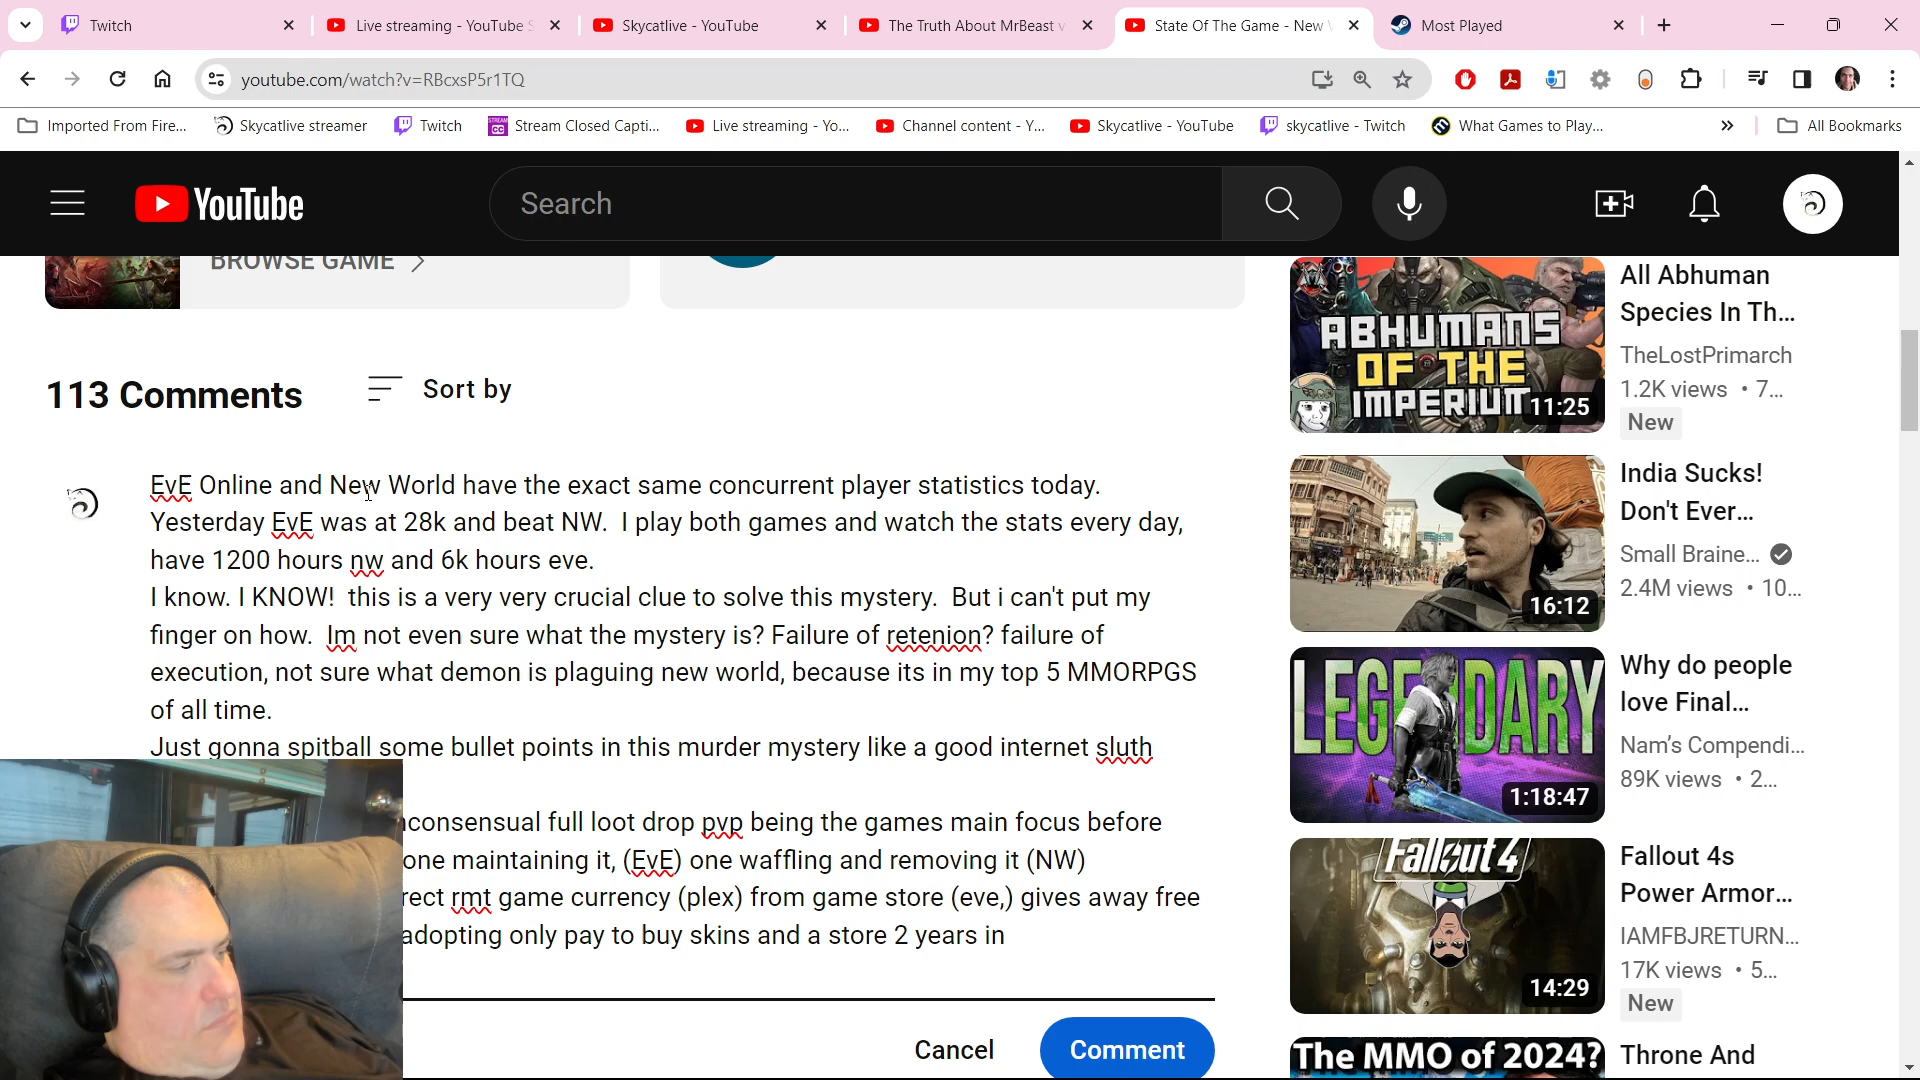 Twitch
Live streaming - YouTube S
Skycatlive - YouTube
The Truth About MrBeast v
State Of The Game - New
Most Played
youtube.com/watch?v=RBcxsP5r1TQ
Imported From Fire...
Skycatlive streamer
Twitch
Stream Closed Capti...
Live streaming - Yo...
Channel content - Y...
Skycatlive - YouTube
skycatlive - Twitch
What Games to Play...
All Bookmarks
YouTube
Search
BROWSE GAME
113 Comments
Sort by
EvE Online and New World have the exact same concurrent player statistics today.
Yesterday EvE was at 28k and beat NW.  I play both games and watch the stats every day,
have 1200 hours nw and 6k hours eve.
I know. I KNOW!  this is a very very crucial clue to solve this mystery.  But i can't put my
finger on how.  Im not even sure what the mystery is? Failure of retenion? failure of
execution, not sure what demon is plaguing new world, because its in my top 5 MMORPGS
of all time.
Just gonna spitball some bullet points in this murder mystery like a good internet sluth
consensual full loot drop pvp being the games main focus before
one maintaining it, (EvE) one waffling and removing it (NW)
rect rmt game currency (plex) from game store (eve,) gives away free
adopting only pay to buy skins and a store 2 years in
Cancel
Comment
ABHUMANS
OF THE
IMPERIUM
11:25
All Abhuman
Species In Th...
TheLostPrimarch
1.2K views • 7...
New
16:12
India Sucks!
Don't Ever...
Small Braine...
2.4M views • 10...
LEGENDARY
1:18:47
Why do people
love Final...
Nam's Compendi...
89K views • 2...
Fallout 4
14:29
Fallout 4s
Power Armor...
IAMFBJRETURN...
17K views • 5...
New
The MMO of 2024?
Throne And